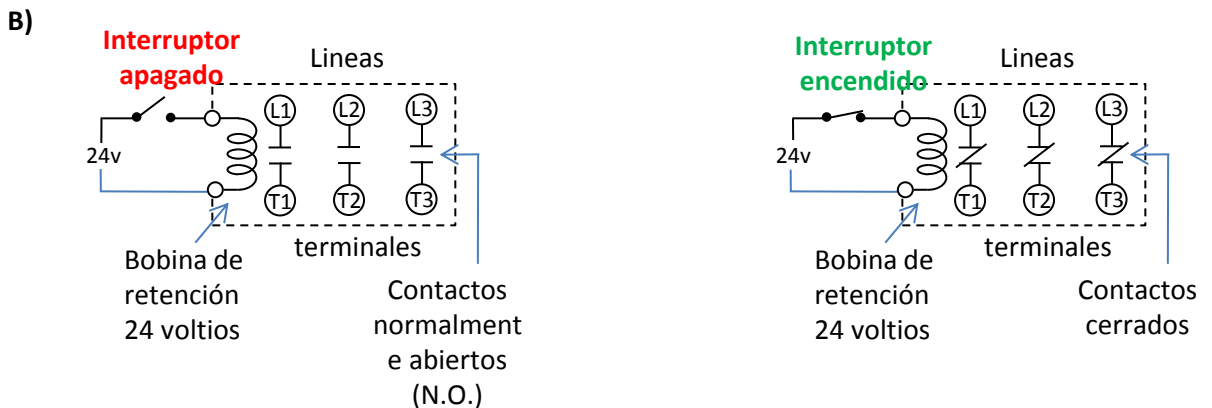 B)
Interruptor
apagado
Lineas
L1 L2 L3
24v
T1 T2 T3
terminales
Bobina de
retención
24 voltios
Contactos
normalment
e abiertos
(N.O.)
Interruptor
encendido
Lineas
L1 L2 L3
24v
T1 T2 T3
terminales
Bobina de
retención
24 voltios
Contactos
cerrados